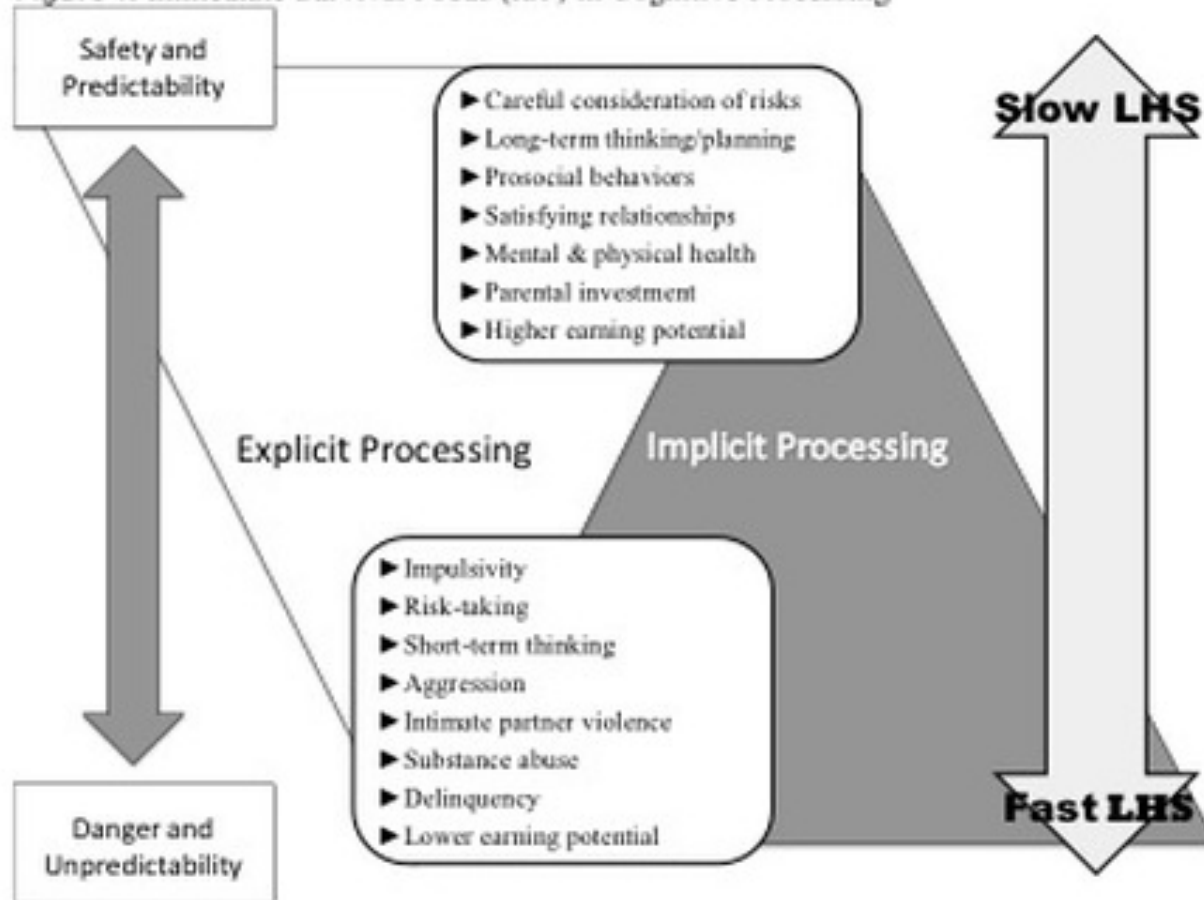 Safety and
Predictability
► Careful consideration of risks
► Long-term thinking/planning
► Prosocial behaviors
► Satisfying relationships
► Mental & physical health
► Parental investment
► Higher earning potential
Slow LHS
Explicit Processing
Implicit Processing
► Impulsivity
► Risk-taking
► Short-term thinking
► Aggression
► Intimate partner violence
► Substance abuse
► Delinquency
► Lower earning potential
Danger and
Unpredictability
Fast LHS